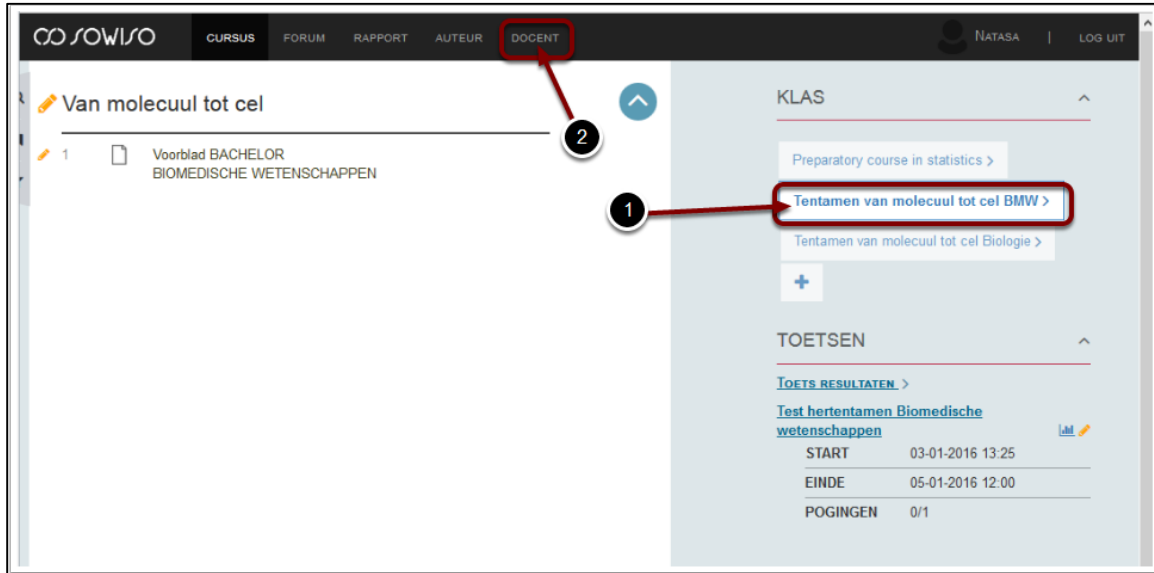 SOWISO CURSUS FORUM RAPPORT AUTEUR DOCENT NATASA | LOG UIT
Van molecuul tot cel
1 Voorblad BACHELOR
BIOMEDISCHE WETENSCHAPPEN
2
1
KLAS
Preparatory course in statistics >
Tentamen van molecuul tot cel BMW >
Tentamen van molecuul tot cel Biologie >
+
TOETSEN
TOETS RESULTATEN >
Test hertentamen Biomedische
wetenschappen
START 03-01-2016 13:25
EINDE 05-01-2016 12:00
POGINGEN 0/1